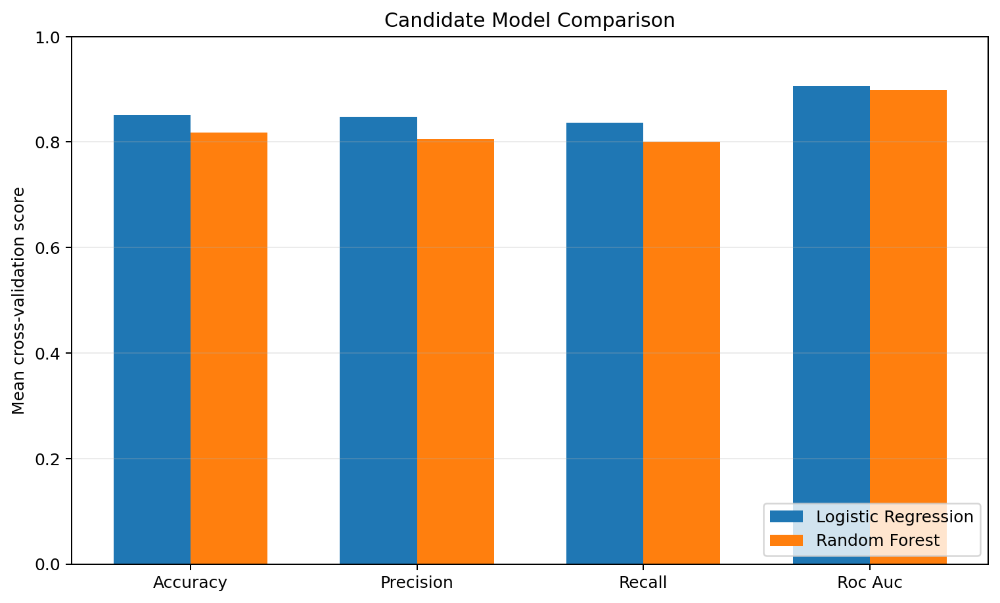 Candidate Model Comparison
Mean cross-validation score
1.0
0.8
0.6
0.4
0.2
0.0
Accuracy
Precision
Recall
Roc Auc
Logistic Regression
Random Forest